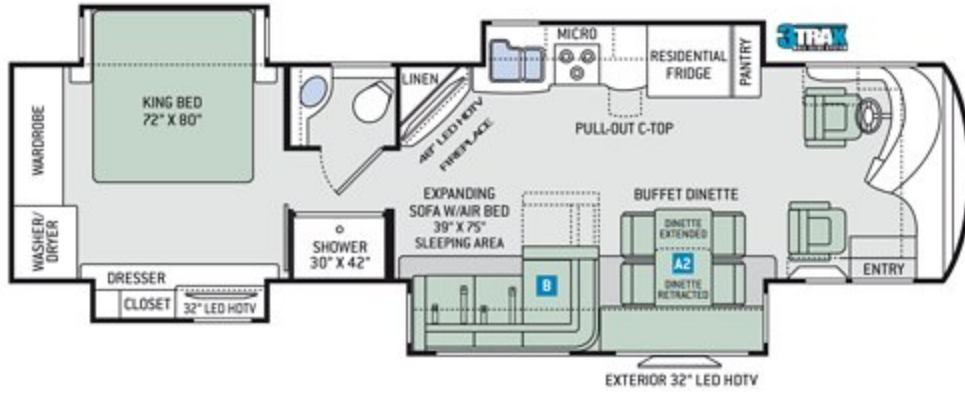 MICRO
3TRAX
KING BED
72" X 80"
WARDROBE
LINEN
RESIDENTIAL
FRIDGE
PANTRY
48" LED HDTV
FIREPLACE
PULL-OUT C-TOP
EXPANDING
SOFA W/AIR BED
39" X 75"
SLEEPING AREA
BUFFET DINETTE
DINETTE
EXTENDED
WASHER/
DRYER
SHOWER
30" X 42"
A2
B
DINETTE
RETRACTED
ENTRY
DRESSER
CLOSET
32" LED HDTV
EXTERIOR 32" LED HDTV